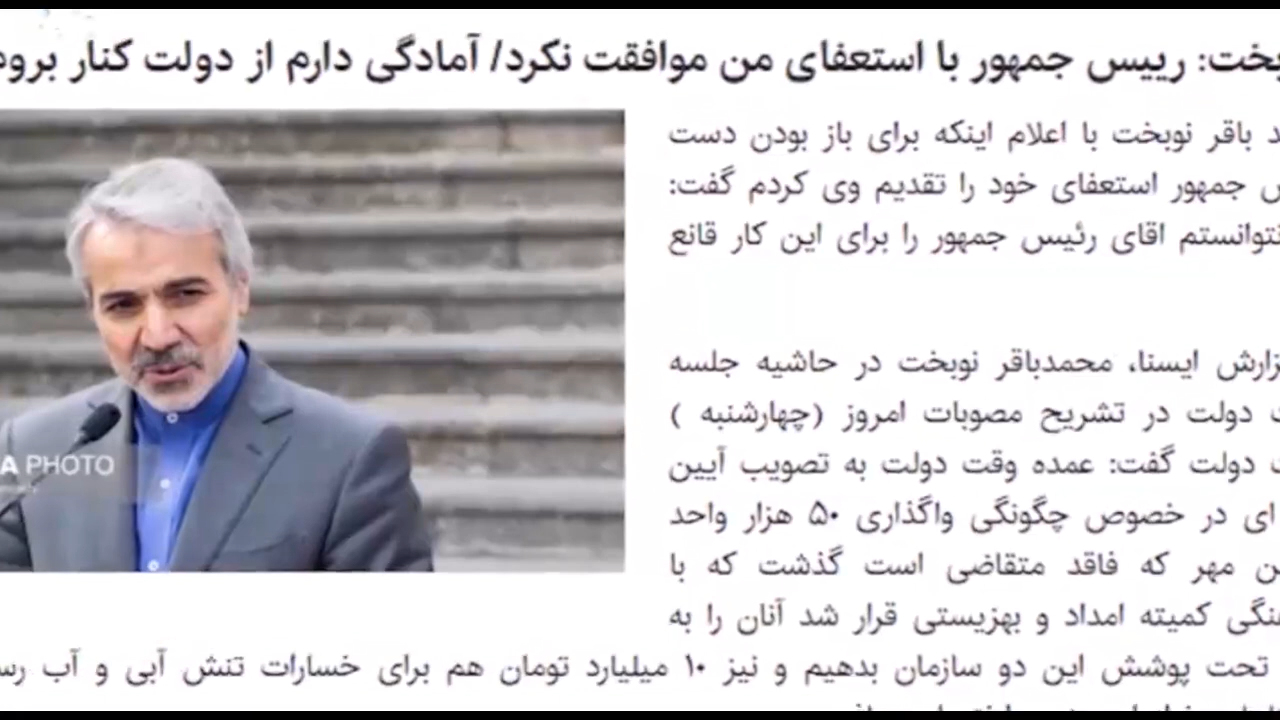 بخت: رییس جمهور با استعفای من موافقت نکرد/ آمادگی دارم از دولت کنار بروم
د باقر نوبخت با اعلام اینکه برای باز بودن دست
س جمهور استعفای خود را تقدیم وی کردم گفت:
نتوانستم اقای رئیس جمهور را برای این کار قانع
زارش ایسنا، محمدباقر نوبخت در حاشیه جلسه
ت دولت در تشریح مصوبات امروز (چهارشنبه )
ت دولت گفت: عمده وقت دولت به تصویب آیین
ای در خصوص چگونگی واگذاری ۵۰ هزار واحد
ن مهر که فاقد متقاضی است گذشت که با
نگی کمیته امداد و بهزیستی قرار شد آنان را به
تحت پوشش این دو سازمان بدهیم و نیز ۱۰ میلیارد تومان هم برای خسارات تنش آبی و آب رس
A PHOTO